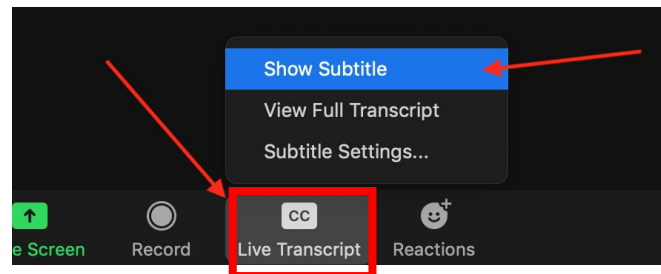 Show Subtitle
View Full Transcript
Subtitle Settings...
CC
e Screen Record Live Transcript Reactions